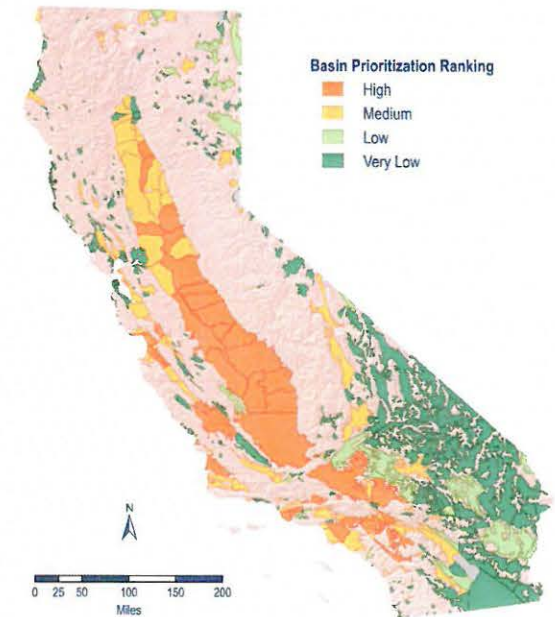 Basin Prioritization Ranking
High
Medium
Low
Very Low
N
0 25 50 100 150 200
Miles